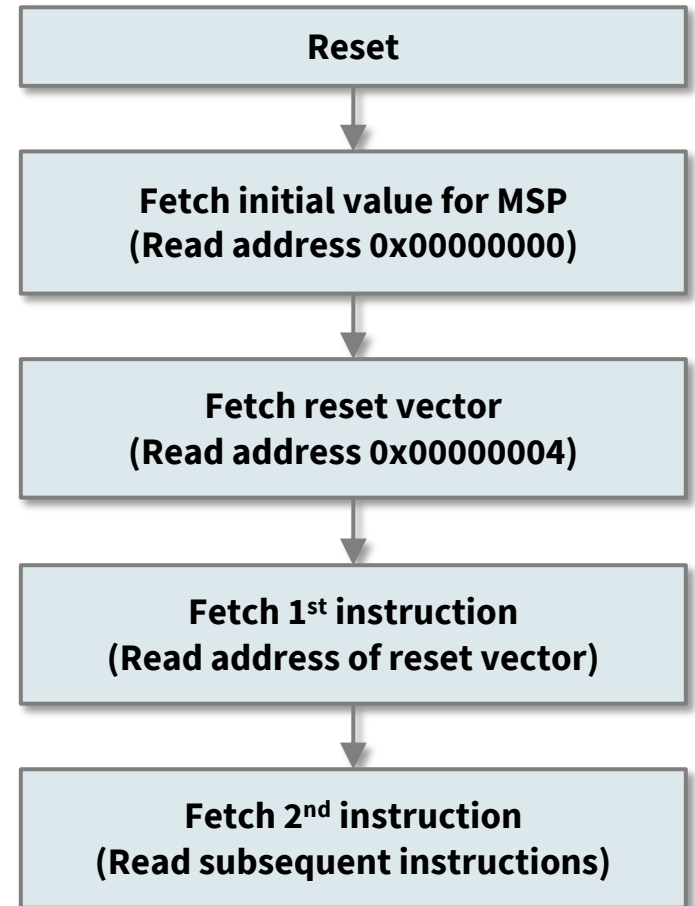 Reset
Fetch initial value for MSP
(Read address 0x00000000)
Fetch reset vector
(Read address 0x00000004)
Fetch 1st instruction
(Read address of reset vector)
Fetch 2nd instruction
(Read subsequent instructions)